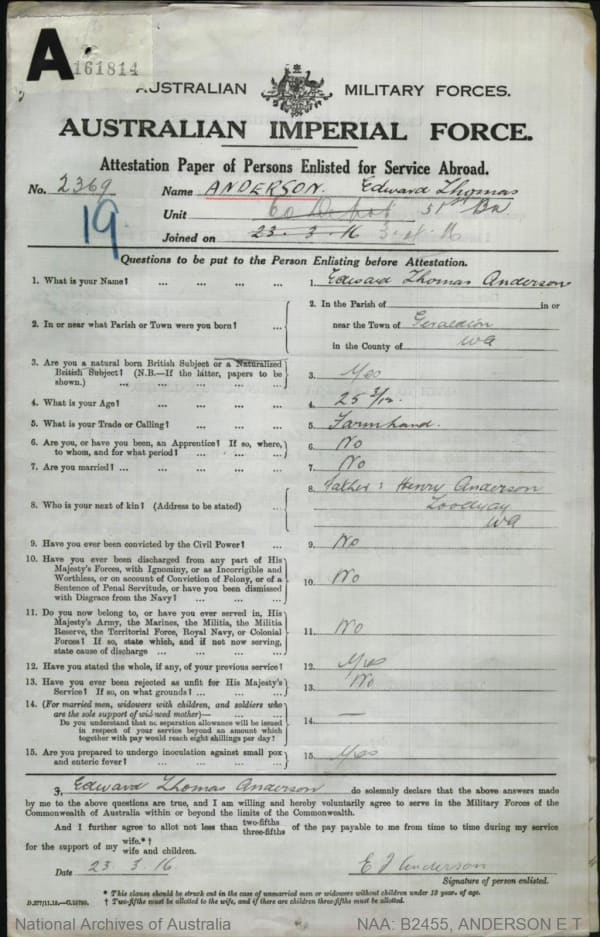 A
161814
AUSTRALIAN MILITARY FORCES.
AUSTRALIAN IMPERIAL FORCE.
Attestation Paper of Persons Enlisted for Service Abroad.
No. 2369 Name ANDERSON. Edward Thomas
19
Unit 51 Bn.
Joined on 23. 3. 16
Questions to be put to the Person Enlisting before Attestation.
1. What is your Name? ... ... ... ... 1. Edward Thomas Anderson
2. In or near what Parish or Town were you born? ... 2. In the Parish of in or
near the Town of Geraldton
in the County of WA
3. Are you a natural born British Subject or a Naturalized
British Subject? (N.B.—If the latter, papers to be
shown.) ... ... ... ... 3. Yes
4. What is your Age? ... ... ... ... 4. 25 3/12.
5. What is your Trade or Calling? ... ... ... 5. Farmhand.
6. Are you, or have you been, an Apprentice? If so, where,
to whom, and for what period? ... ... ... 6. No
7. Are you married? ... ... ... ... 7. No
8. Who is your next of kin? (Address to be stated) ... 8. father: Henry Anderson
Toodyay
WA
9. Have you ever been convicted by the Civil Power? ... 9. No
10. Have you ever been discharged from any part of His
Majesty's Forces, with Ignominy, or as Incorrigible and
Worthless, or on account of Conviction of Felony, or of a
Sentence of Penal Servitude, or have you been dismissed
with Disgrace from the Navy? ... ... ... 10. No
11. Do you now belong to, or have you ever served in, His
Majesty's Army, the Marines, the Militia, the Militia
Reserve, the Territorial Force, Royal Navy, or Colonial
Forces? If so, state which, and if not now serving,
state cause of discharge ... ... ... 11. No
12. Have you stated the whole, if any, of your previous service? 12. Yes
13. Have you ever been rejected as unfit for His Majesty's
Service? If so, on what grounds? ... ... ... 13. No
14. (For married men, widowers with children, and soldiers who
are the sole support of widowed mother)—
Do you understand that no separation allowance will be issued
in respect of your service beyond an amount which
together with pay would reach eight shillings per day? 14. —
15. Are you prepared to undergo inoculation against small pox
and enteric fever? ... ... ... ... 15. Yes
I, Edward Thomas Anderson do solemnly declare that the above answers made
by me to the above questions are true, and I am willing and hereby voluntarily agree to serve in the Military Forces of the
Commonwealth of Australia within or beyond the limits of the Commonwealth.
And I further agree to allot not less than two-fifths three-fifths of the pay payable to me from time to time during my service
for the support of my wife.*† wife and children.
Date 23. 3. 16. E T Anderson
Signature of person enlisted.
* This clause should be struck out in the case of unmarried men or widowers without children under 18 years of age.
D.277/11.15.—C.15790. † Two-fifths must be allotted to the wife, and if there are children three-fifths must be allotted.
National Archives of Australia NAA: B2455, ANDERSON E T